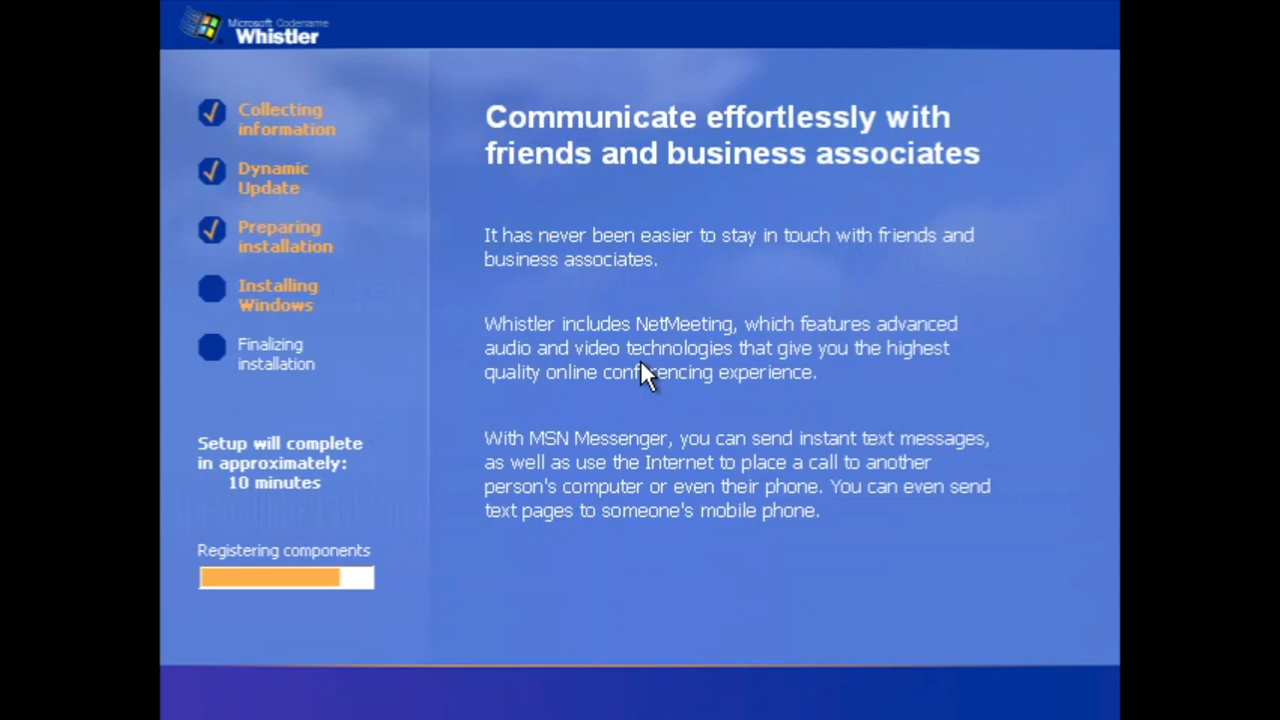 Microsoft Codename
Whistler
Collecting
information
Dynamic
Update
Preparing
installation
Installing
Windows
Finalizing
installation
Setup will complete
in approximately:
10 minutes
Registering components
Communicate effortlessly with
friends and business associates
It has never been easier to stay in touch with friends and
business associates.
Whistler includes NetMeeting, which features advanced
audio and video technologies that give you the highest
quality online conferencing experience.
With MSN Messenger, you can send instant text messages,
as well as use the Internet to place a call to another
person's computer or even their phone. You can even send
text pages to someone's mobile phone.